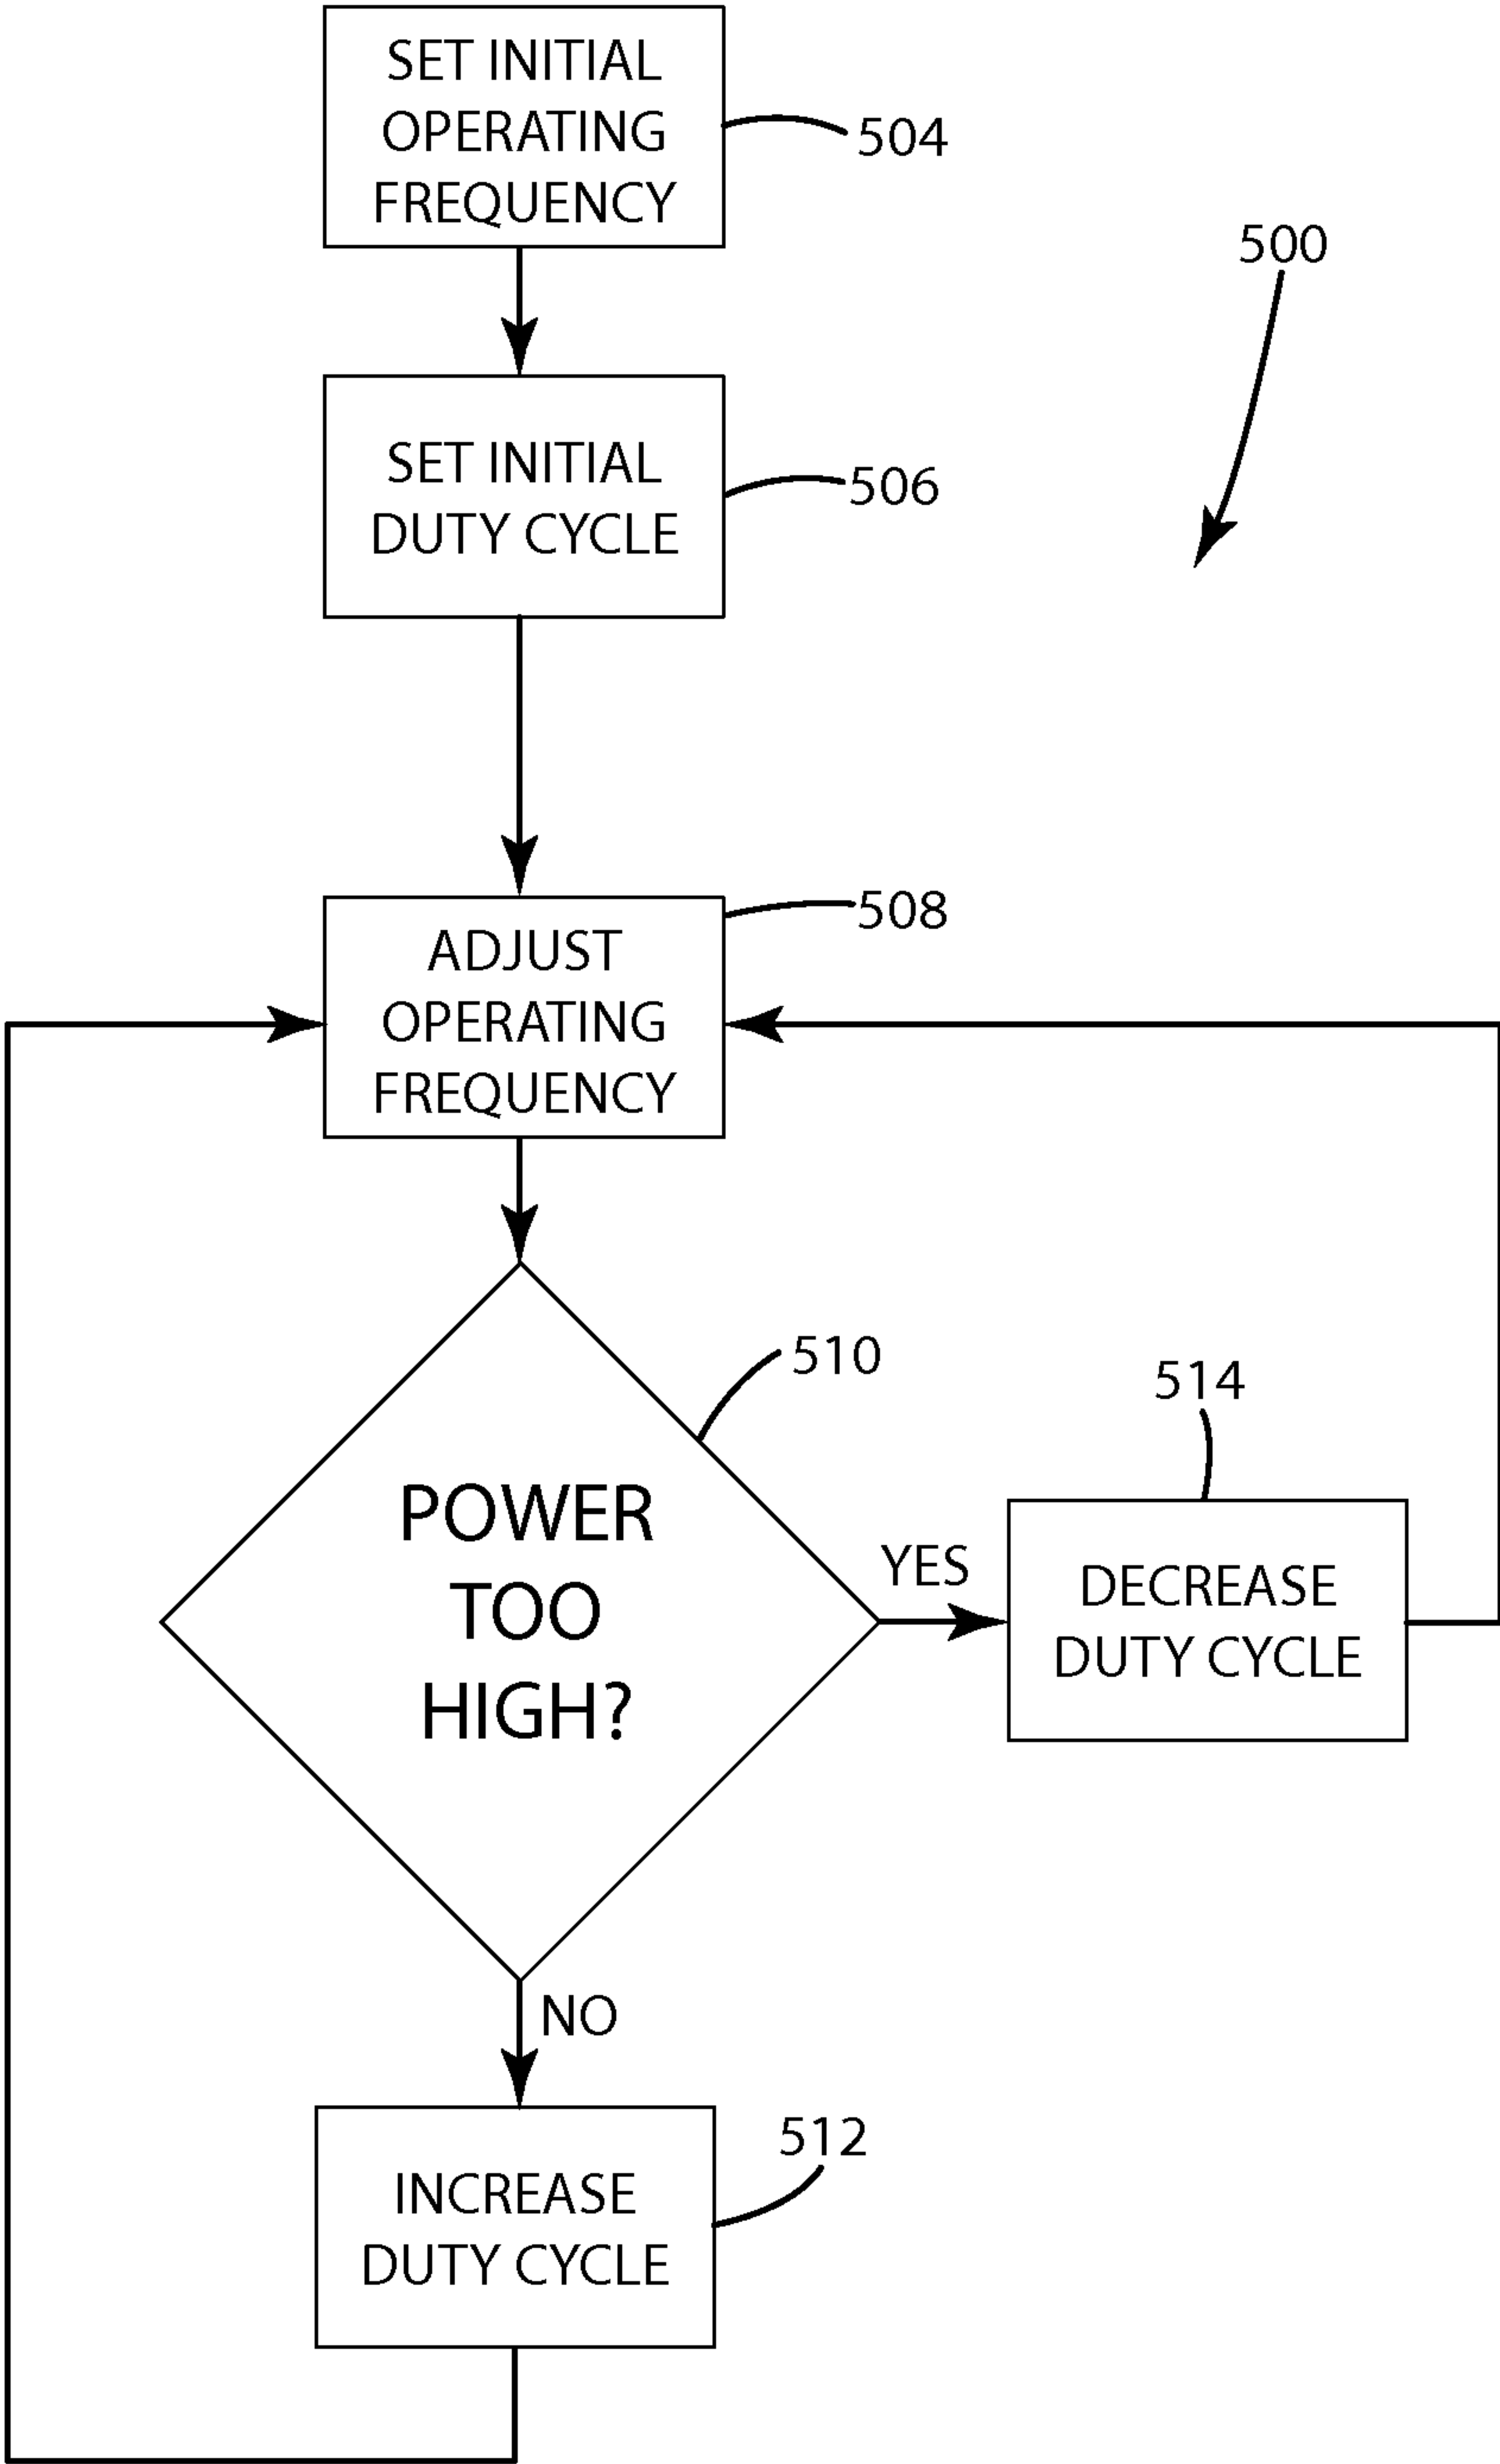 SET INITIAL
OPERATING
FREQUENCY
504
500
SET INITIAL
DUTY CYCLE
506
508
ADJUST
OPERATING
FREQUENCY
510
514
POWER
TOO
HIGH?
YES
DECREASE
DUTY CYCLE
NO
512
INCREASE
DUTY CYCLE